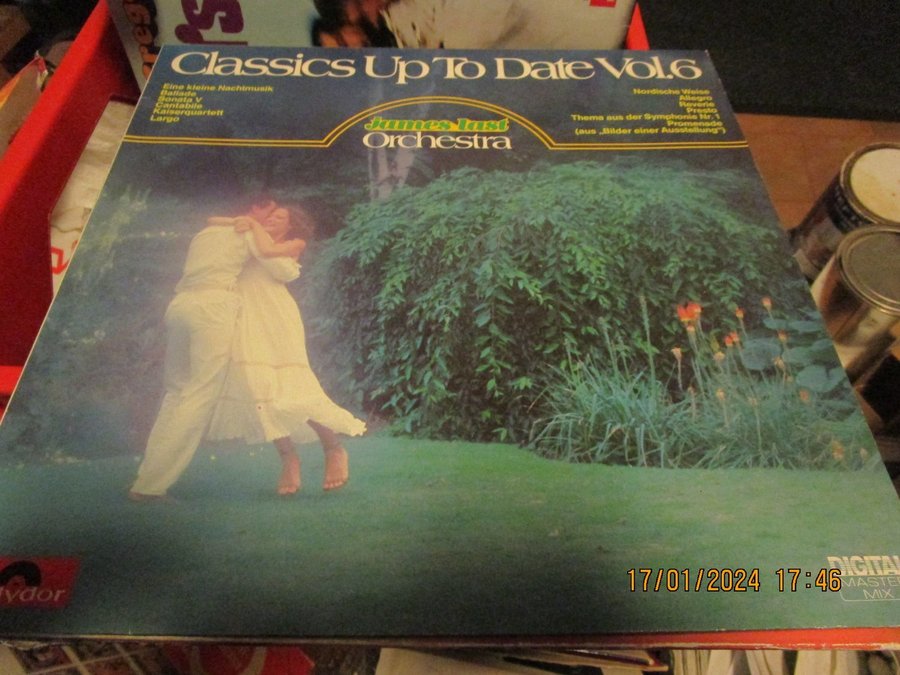 Classics Up To Date Vol.6
Eine kleine Nachtmusik
Ballade
Sonata V
Cantabile
Kaiserquartett
Largo
James Last
Orchestra
Nordische Weise
Allegro
Reverie
Presto
Thema aus der Symphonie Nr. 1
Promenade
(aus „Bilder einer Ausstellung")
lydor
DIGITAL
MASTER
MIX
17/01/2024 17:46